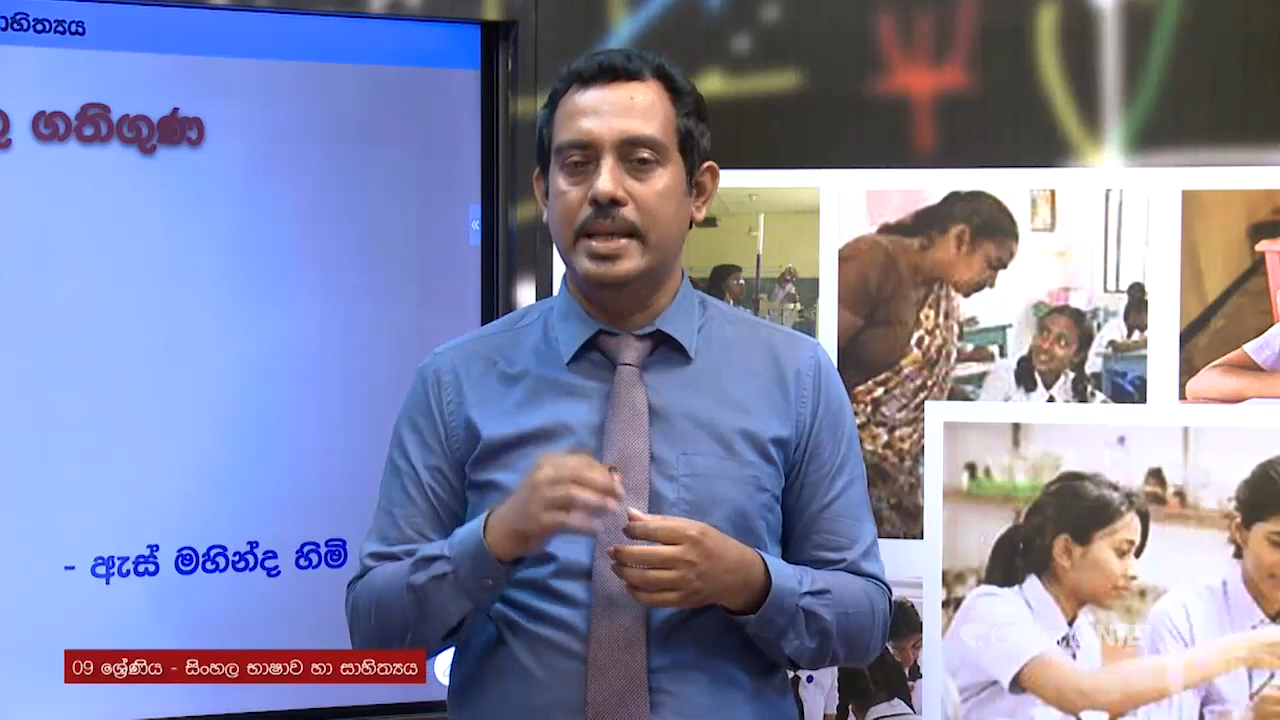 සාහිත්‍යය
ගතිගුණ
- ඇස් මහින්ද හිමි
09 ශ්‍රේණිය - සිංහල භාෂාව හා සාහිත්‍යය